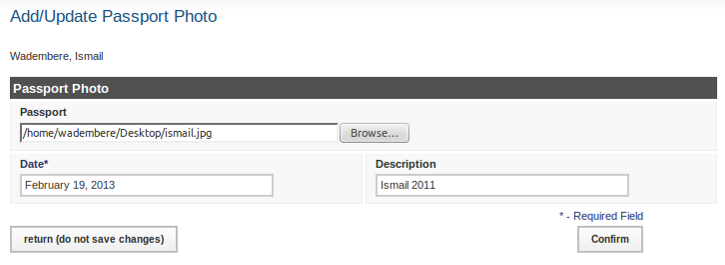 Add/Update Passport Photo
Wadembere, Ismail
Passport Photo
Passport
/home/wadembere/Desktop/ismail.jpg Browse...
Date* Description
February 19, 2013 Ismail 2011
* - Required Field
return (do not save changes) Confirm